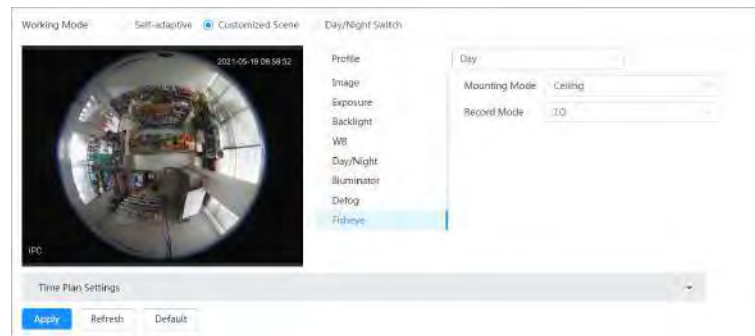 Working Mode Self-adaptive Customized Scene Day/Night Switch
2021-05-19 09:59:52
IPC
Profile Day
Image
Exposure
Backlight
WB
Day/Night
Illuminator
Defog
Fisheye
Mounting Mode Ceiling
Record Mode 1O
Time Plan Settings
Apply Refresh Default